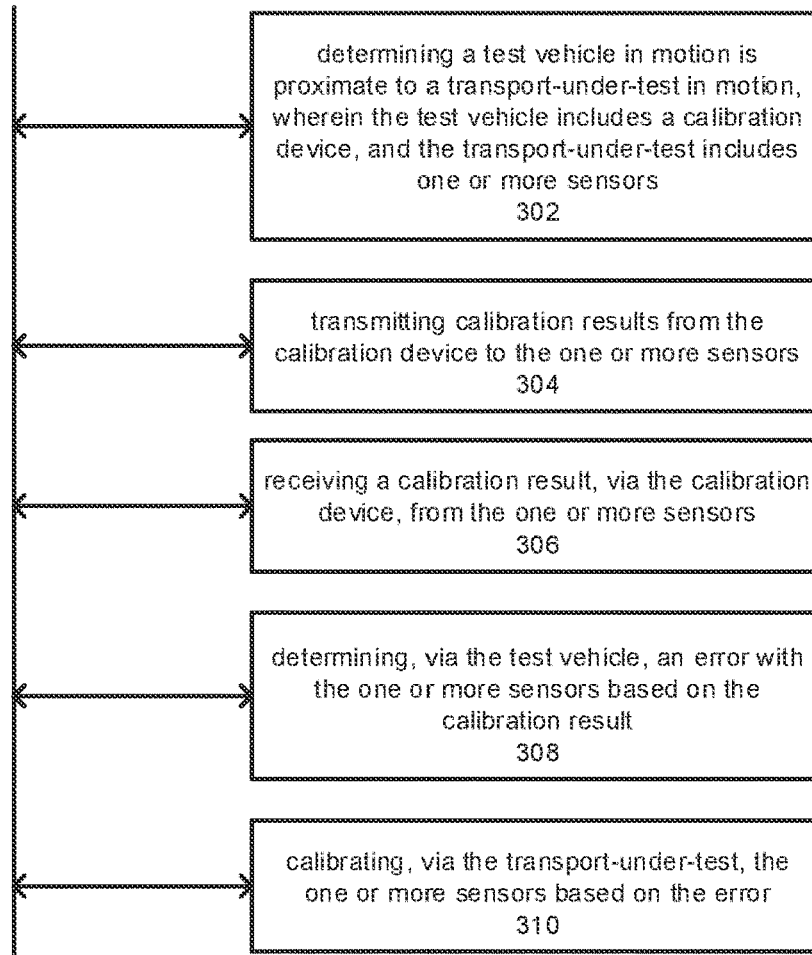 determining a test vehicle in motion is
proximate to a transport-under-test in motion,
wherein the test vehicle includes a calibration
device, and the transport-under-test includes
one or more sensors
302
transmitting calibration results from the
calibration device to the one or more sensors
304
receiving a calibration result, via the calibration
device, from the one or more sensors
306
determining, via the test vehicle, an error with
the one or more sensors based on the
calibration result
308
calibrating, via the transport-under-test, the
one or more sensors based on the error
310